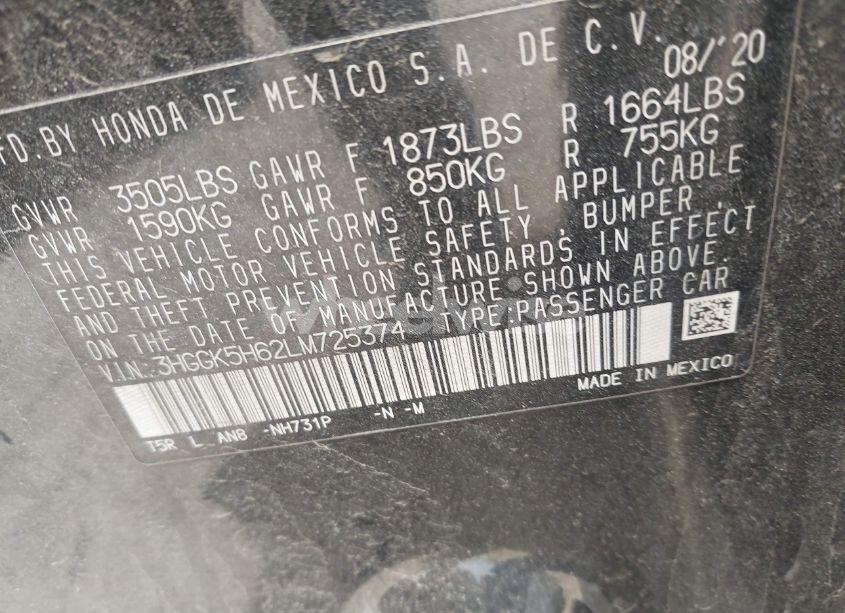 FD.BY HONDA DE MEXICO S.A. DE C.V. 08/'20
GVWR 3505LBS GAWR F 1873LBS R 1664LBS
GVWR 1590KG GAWR F 850KG R 755KG
THIS VEHICLE CONFORMS TO ALL APPLICABLE
FEDERAL MOTOR VEHICLE SAFETY, BUMPER,
AND THEFT PREVENTION STANDARDS IN EFFECT
ON THE DATE OF MANUFACTURE SHOWN ABOVE.
VIN:3HGGK5H62LM725374 TYPE:PASSENGER CAR
MADE IN MEXICO
T5R L AN8 -NH731P -N -M